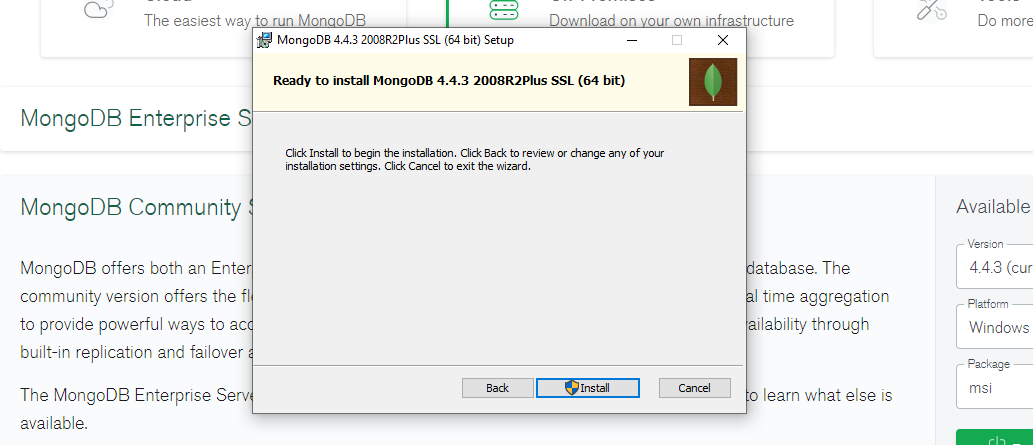 The easiest way to run MongoDB
Download on your own infrastructure
Do more
MongoDB 4.4.3 2008R2Plus SSL (64 bit) Setup
Ready to install MongoDB 4.4.3 2008R2Plus SSL (64 bit)
Click Install to begin the installation. Click Back to review or change any of your
installation settings. Click Cancel to exit the wizard.
Back
Install
Cancel
MongoDB Enterprise S
MongoDB Community S
MongoDB offers both an Enter
database. The
community version offers the fle
al time aggregation
to provide powerful ways to acc
ailability through
built-in replication and failover a
The MongoDB Enterprise Serve
to learn what else is
available.
Available
Version
4.4.3 (cur
Platform
Windows
Package
msi